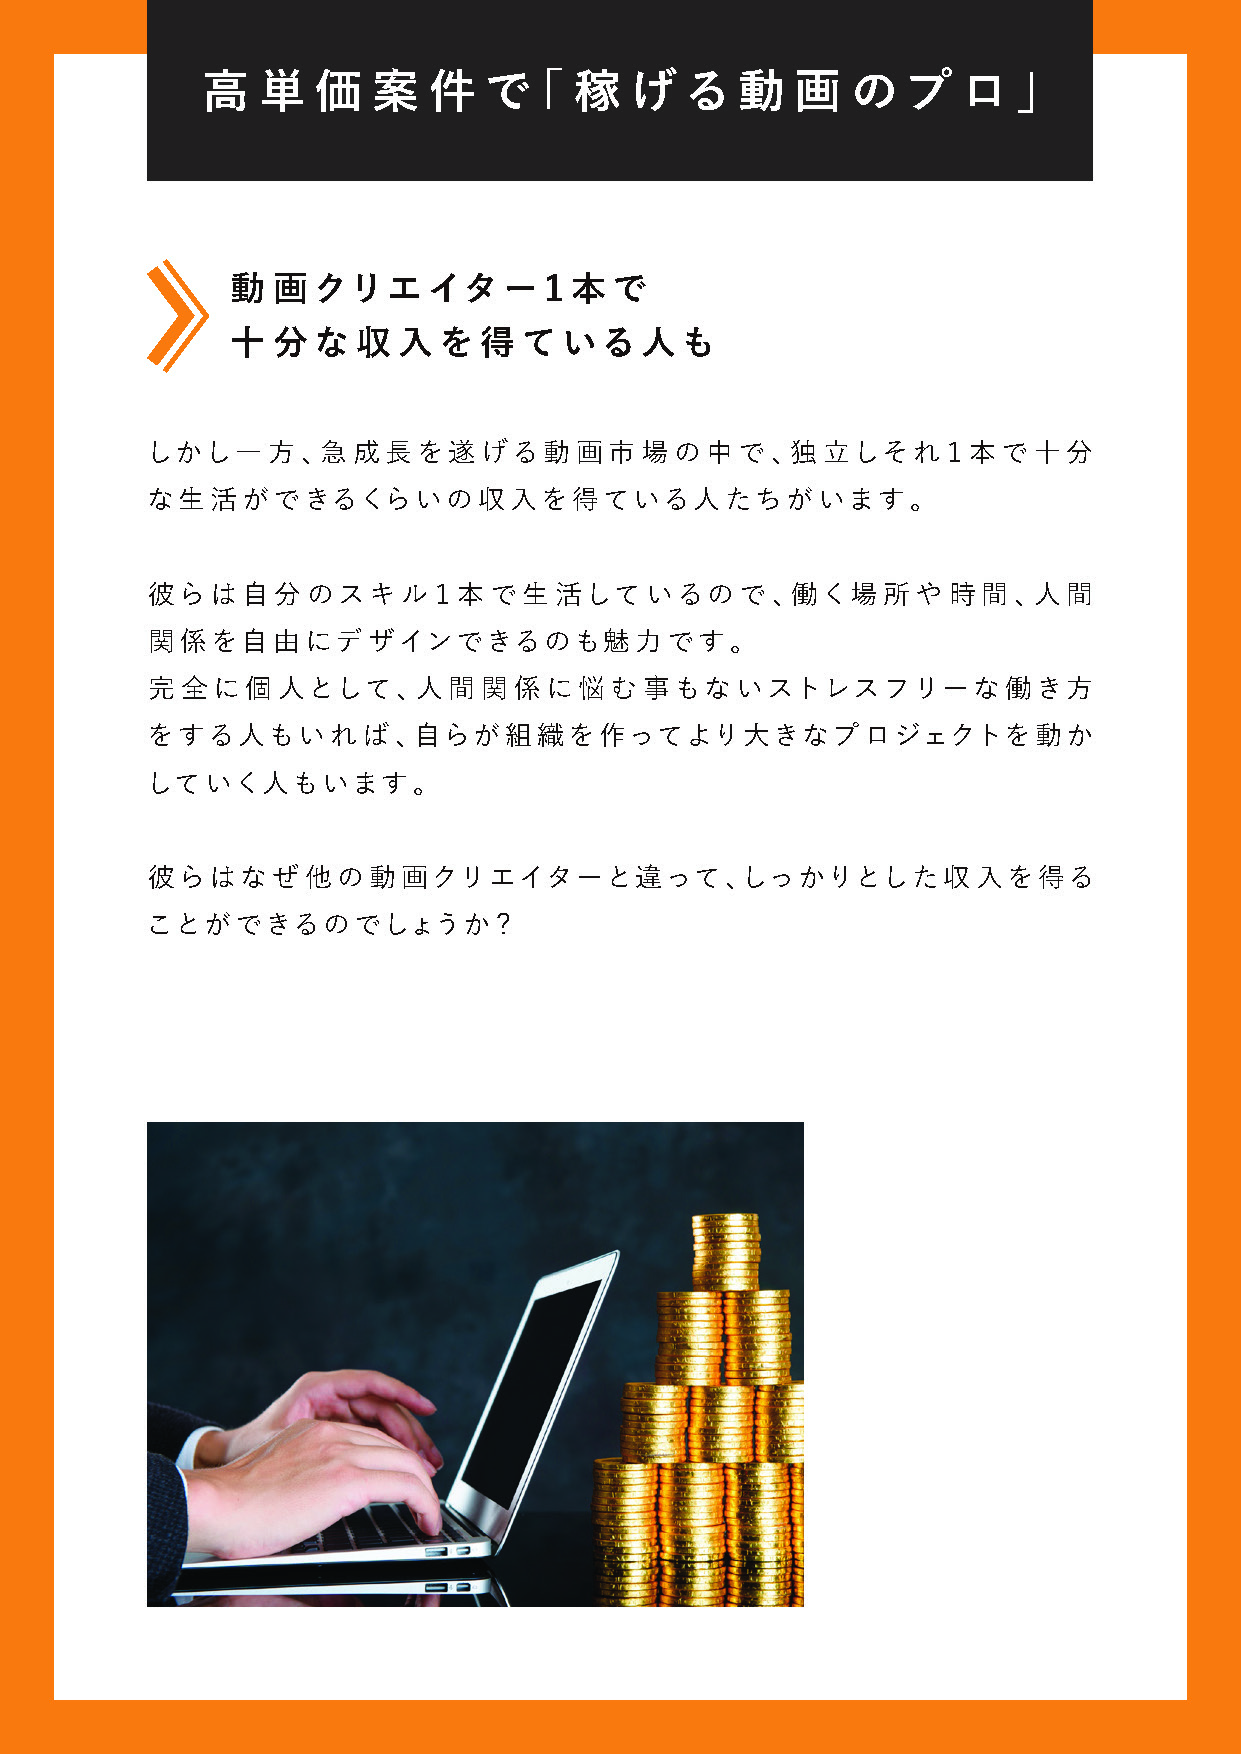 高単価案件で「稼げる動画のプロ」
動画クリエイター1本で
十分な収入を得ている人も
しかし一方、急成長を遂げる動画市場の中で、独立しそれ1本で十分
な生活ができるくらいの収入を得ている人たちがいます。
彼らは自分のスキル1本で生活しているので、働く場所や時間、人間
関係を自由にデザインできるのも魅力です。
完全に個人として、人間関係に悩む事もないストレスフリーな働き方
をする人もいれば、自らが組織を作ってより大きなプロジェクトを動か
していく人もいます。
彼らはなぜ他の動画クリエイターと違って、しっかりとした収入を得る
ことができるのでしょうか？